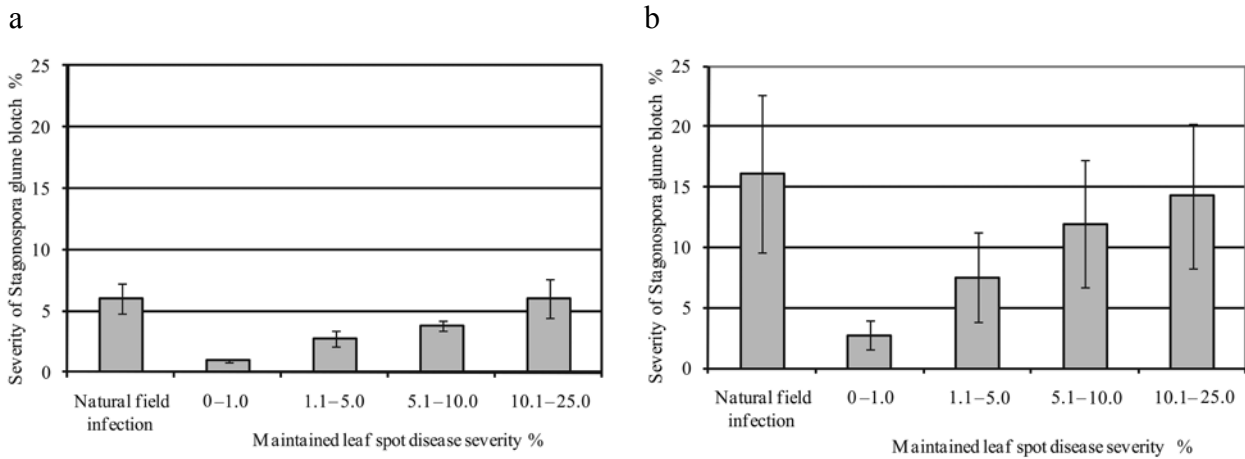 a
Severity of Stagonospora glume blotch %
25
20
15
10
5
0
Natural field
infection
0–1.0
1.1–5.0
5.1–10.0
10.1–25.0
Maintained leaf spot disease severity %
b
Severity of Stagonospora glume blotch %
25
20
15
10
5
0
Natural field
infection
0–1.0
1.1–5.0
5.1–10.0
10.1–25.0
Maintained leaf spot disease severity %